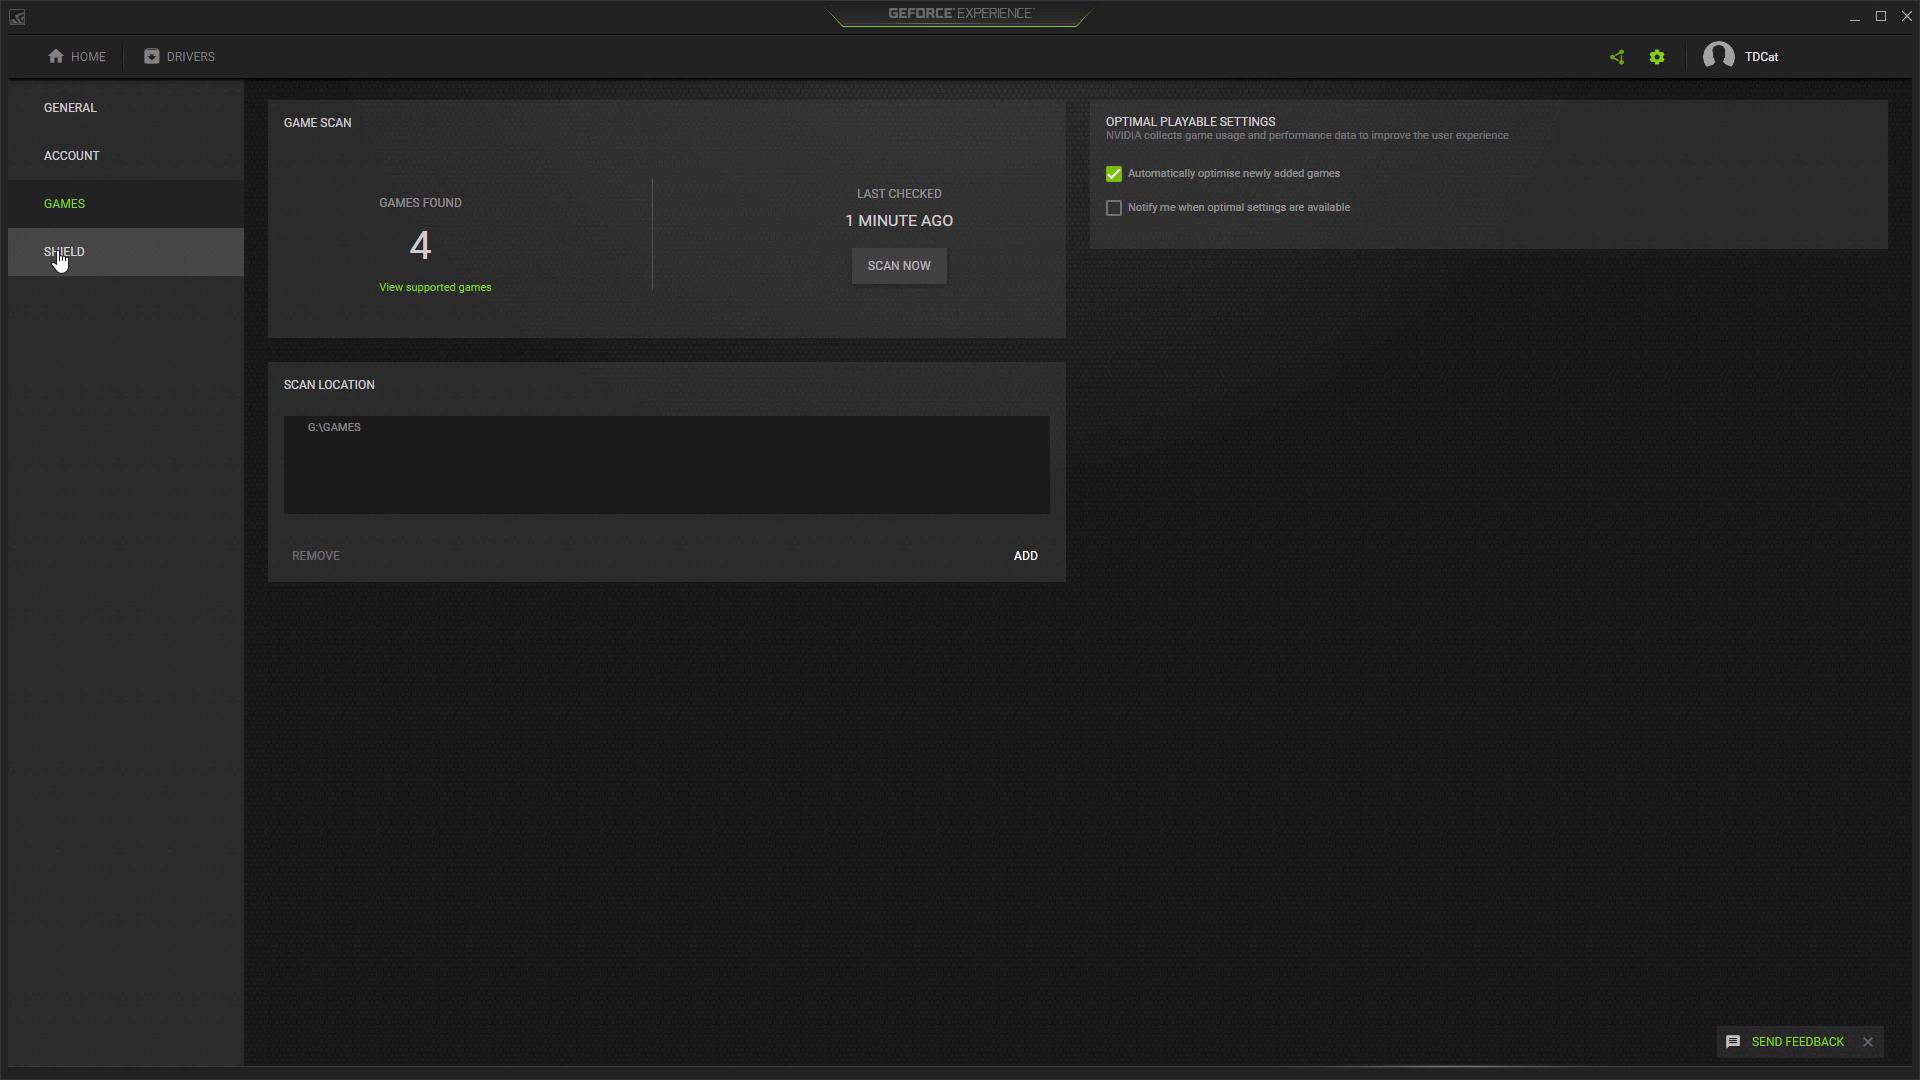 GEFORCE EXPERIENCE
HOME
DRIVERS
TDCat
GENERAL
ACCOUNT
GAMES
SHIELD
GAME SCAN
GAMES FOUND
4
View supported games
LAST CHECKED
1 MINUTE AGO
SCAN NOW
SCAN LOCATION
G:\GAMES
REMOVE
ADD
OPTIMAL PLAYABLE SETTINGS
NVIDIA collects game usage and performance data to improve the user experience
Automatically optimise newly added games
Notify me when optimal settings are available
SEND FEEDBACK